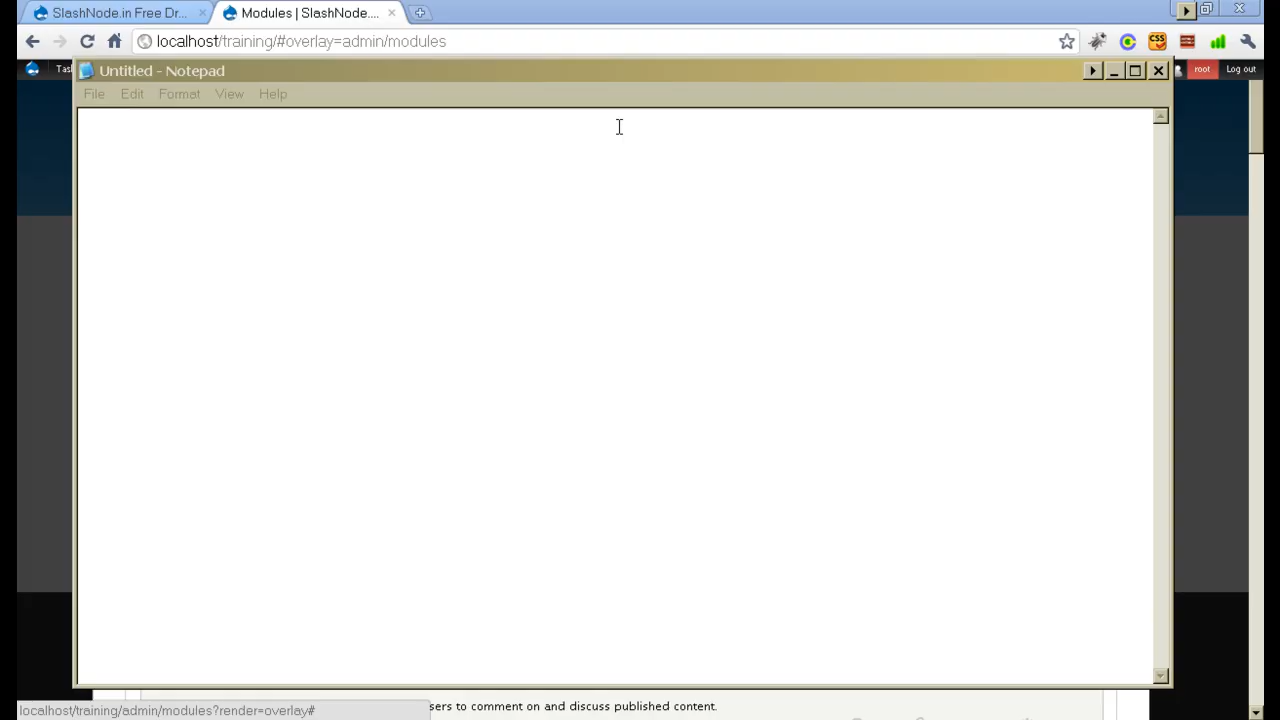 SlashNode.in Free Dr...
Modules | SlashNode....
localhost/training/#overlay=admin/modules
CSS
root
Log out
Untitled - Notepad
File Edit Format View Help
sers to comment on and discuss published content.
localhost/training/admin/modules?render=overlay#